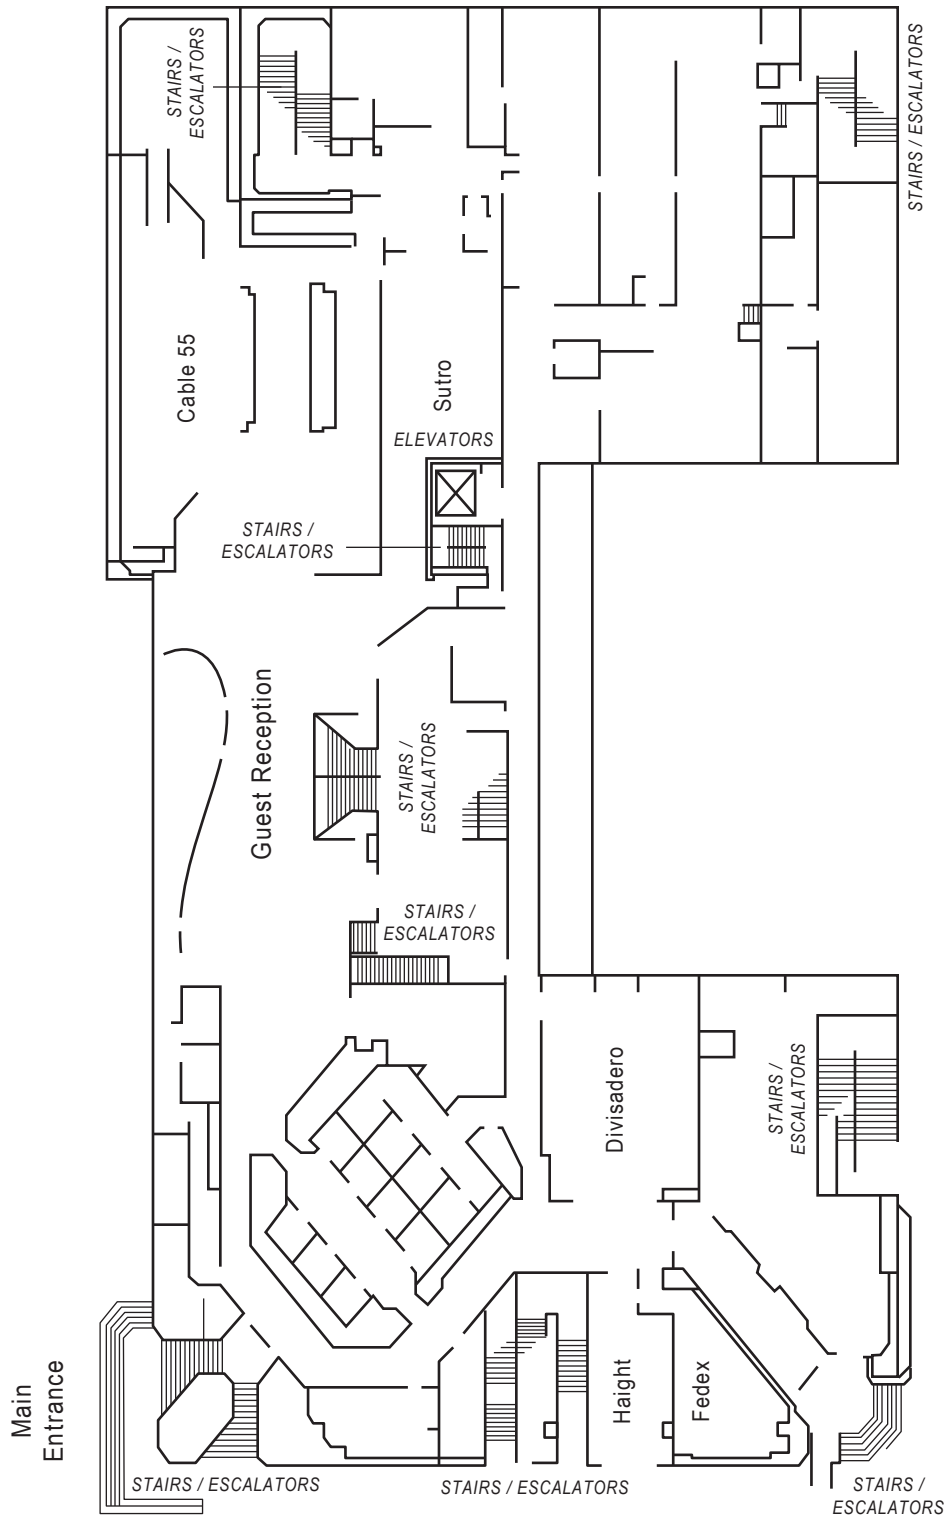 STAIRS /
ESCALATORS
STAIRS / ESCALATORS
Cable 55
Sutro
ELEVATORS
STAIRS /
ESCALATORS
Guest Reception
STAIRS /
ESCALATORS
STAIRS /
ESCALATORS
Divisadero
STAIRS /
ESCALATORS
Main
Entrance
Haight
Fedex
STAIRS / ESCALATORS
STAIRS / ESCALATORS
STAIRS /
ESCALATORS